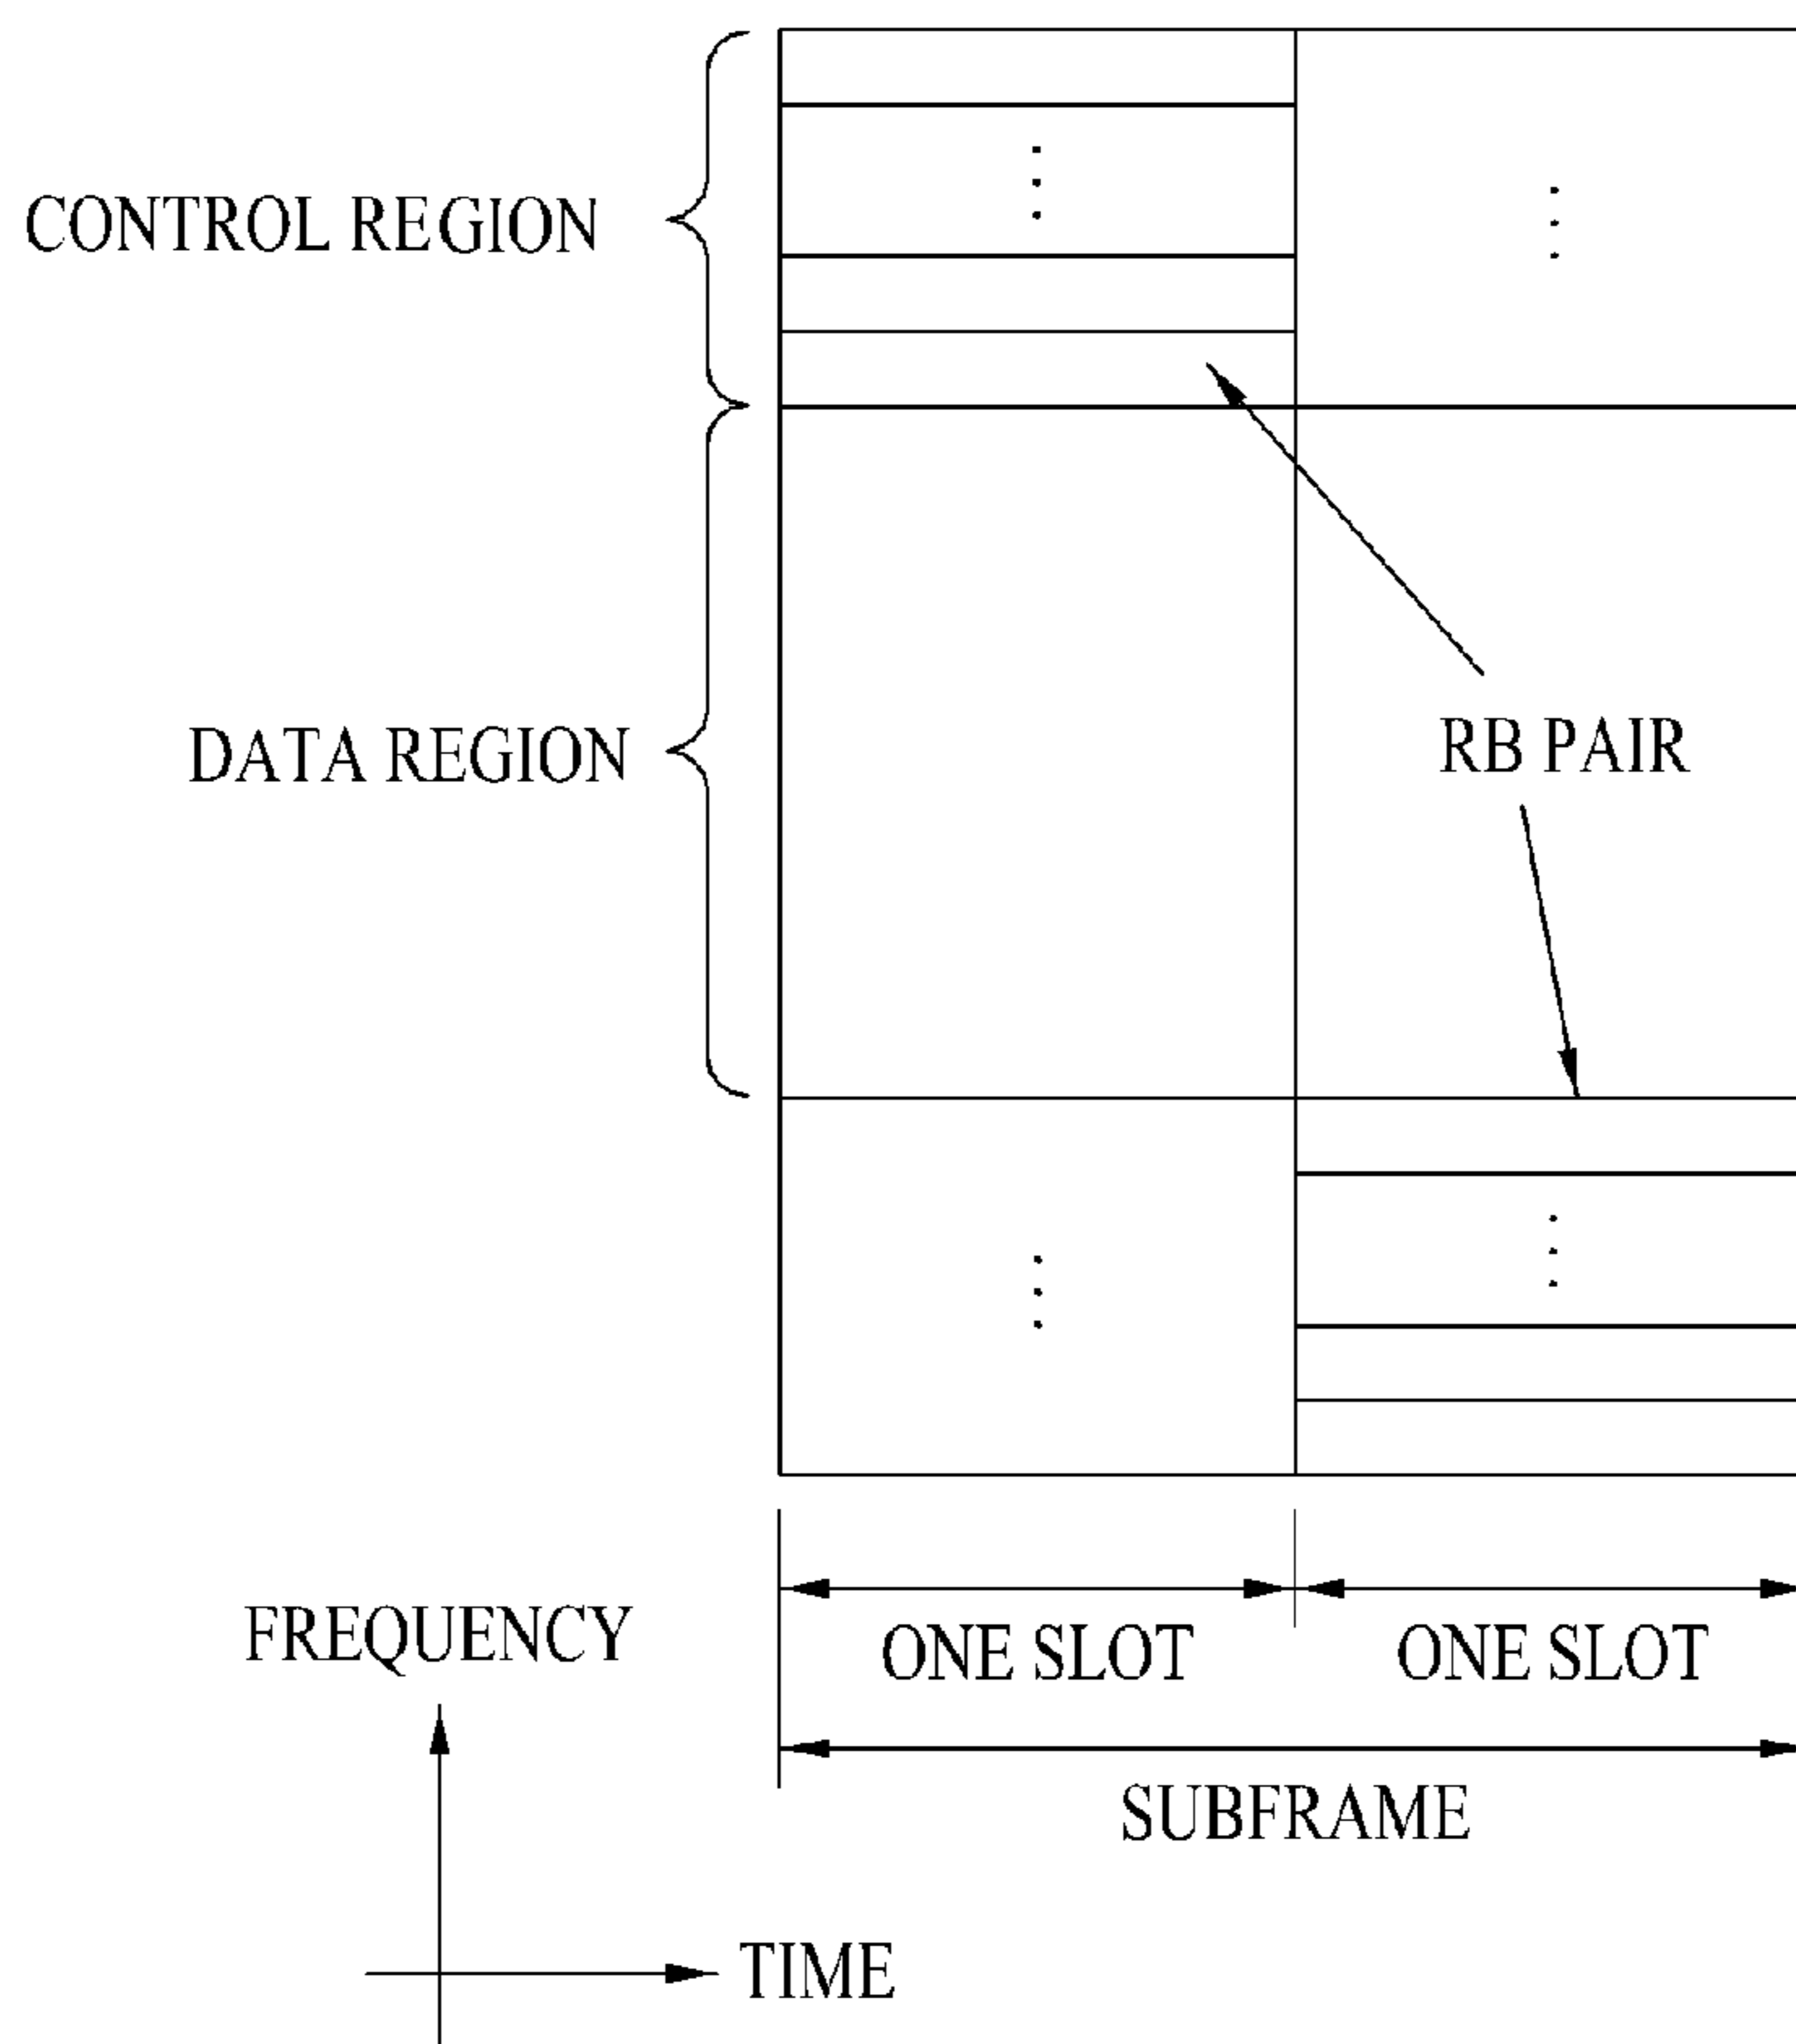 CONTROL REGION
DATA REGION
RB PAIR
FREQUENCY
ONE SLOT
ONE SLOT
SUBFRAME
TIME